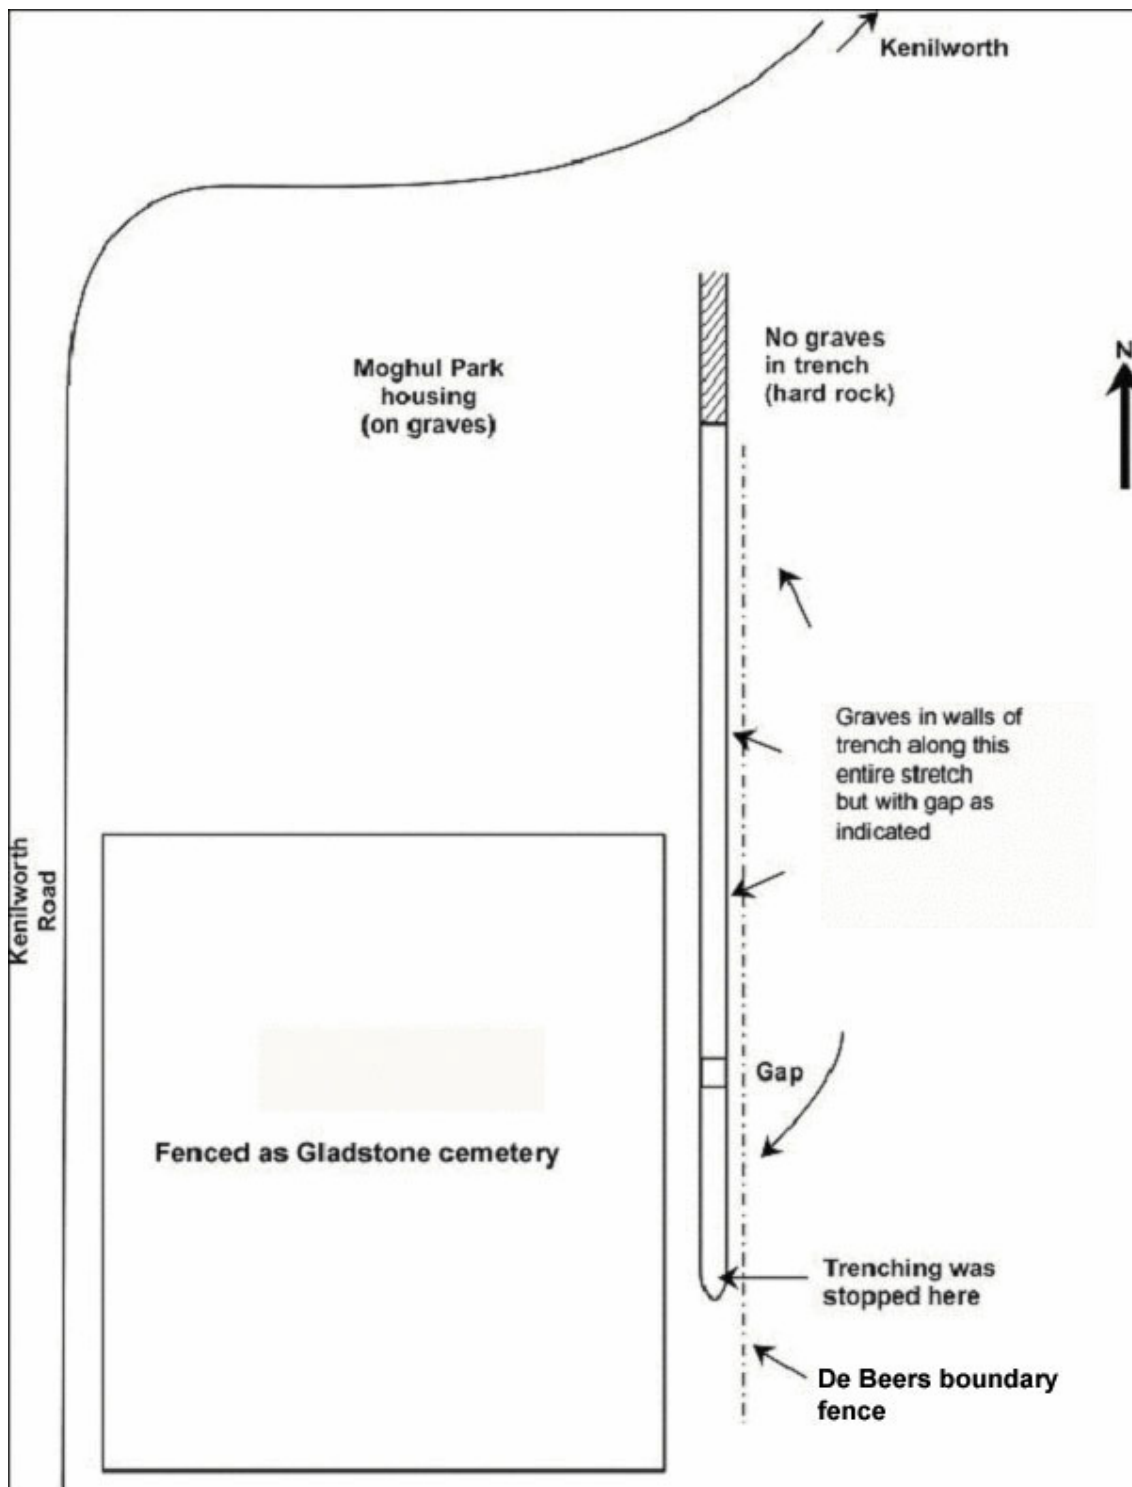 Kenilworth
No graves
in trench
(hard rock)
N
Moghul Park
housing
(on graves)
Graves in walls of
trench along this
entire stretch
but with gap as
indicated
Kenilworth
Road
Gap
Fenced as Gladstone cemetery
Trenching was
stopped here
De Beers boundary
fence